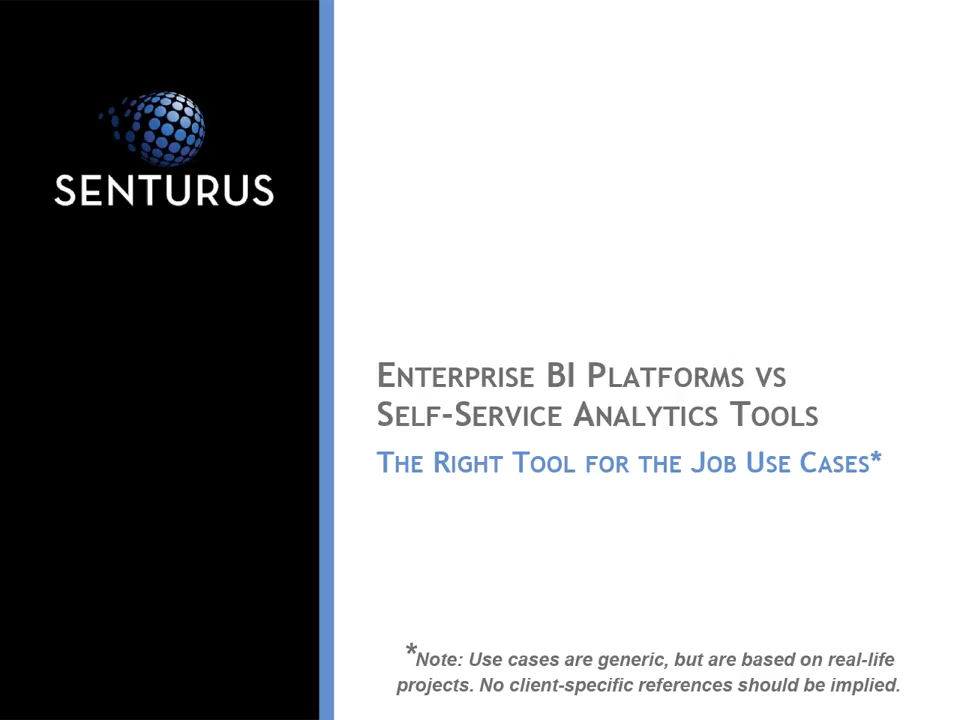 SENTURUS
ENTERPRISE BI PLATFORMS VS
SELF-SERVICE ANALYTICS TOOLS
THE RIGHT TOOL FOR THE JOB USE CASES*
*Note: Use cases are generic, but are based on real-life
projects. No client-specific references should be implied.